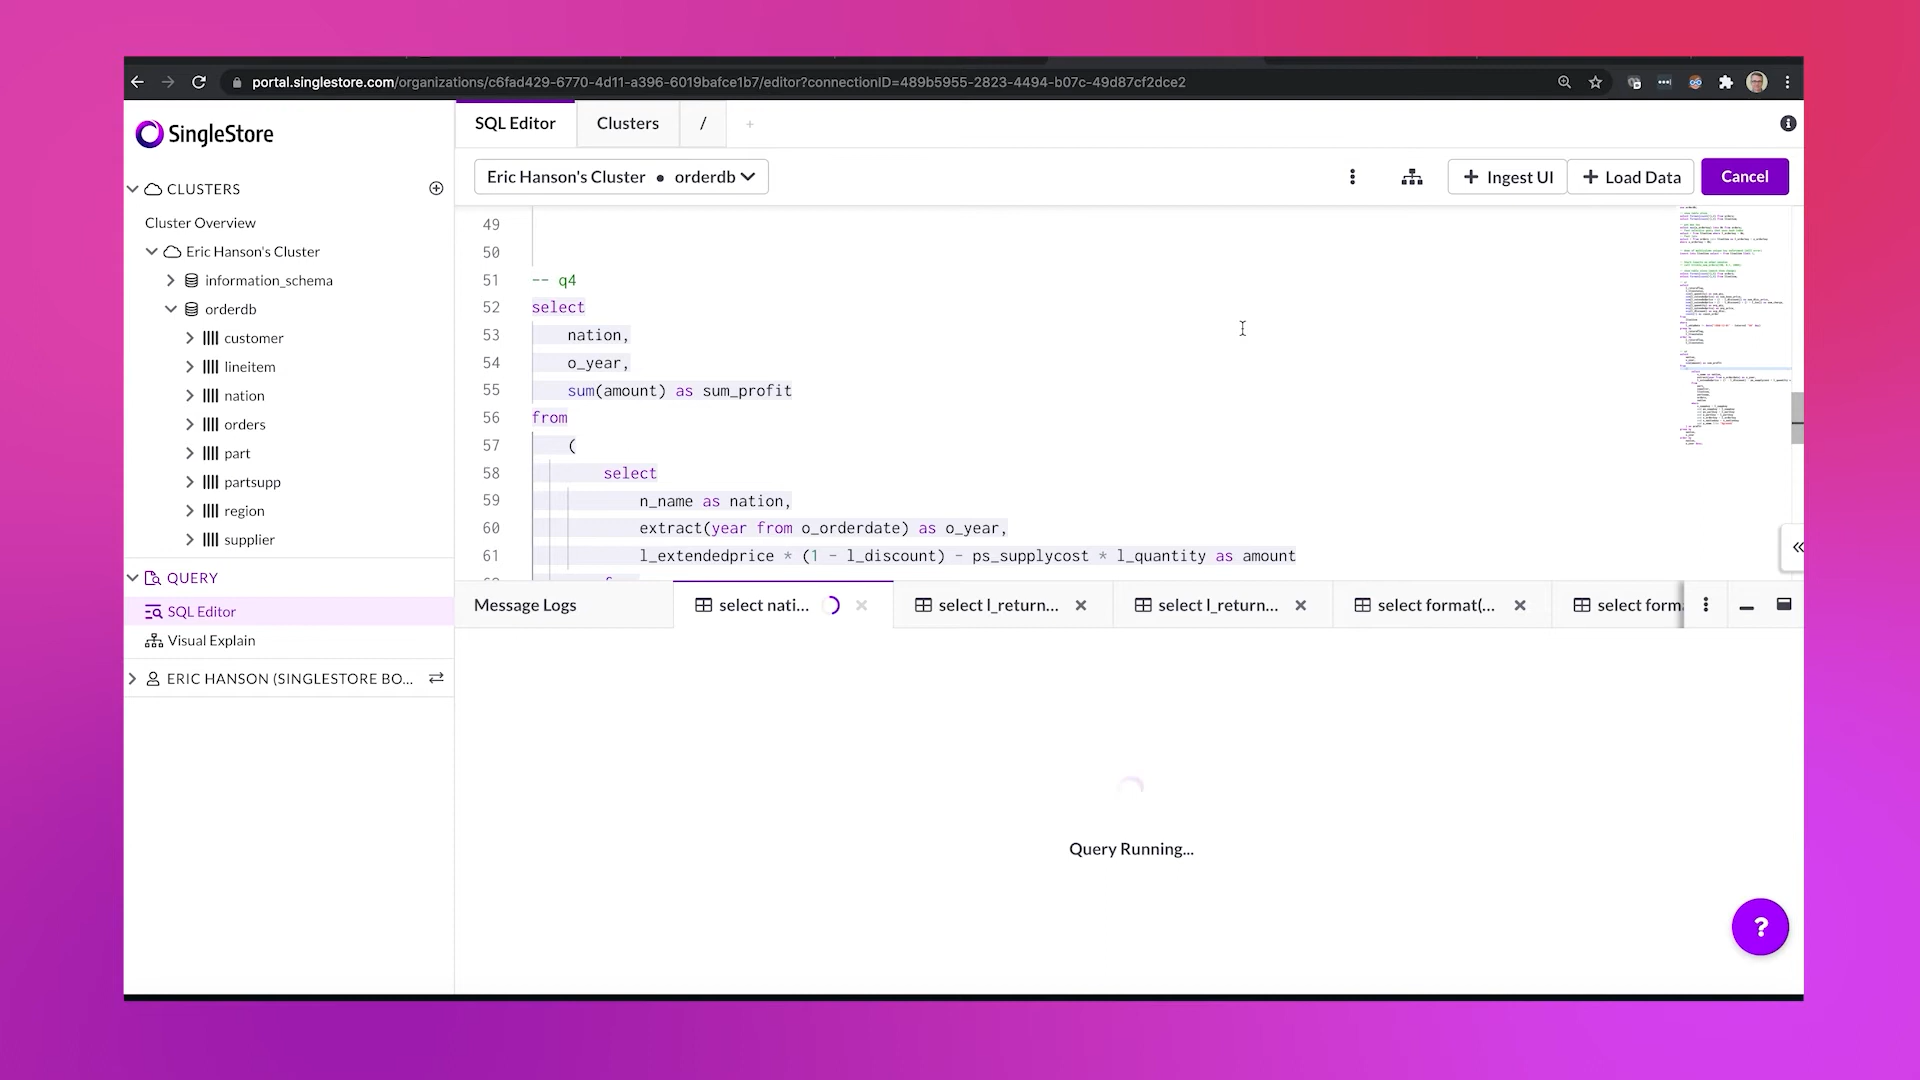 portal.singlestore.com/organizations/c6fad429-6770-4d11-a396-6019bafce1b7/editor?connectionID=489b5955-2823-4494-b07c-49d87cf2dce2
SingleStore
SQL Editor
Clusters
/
+
Eric Hanson's Cluster • orderdb
+ Ingest UI
+ Load Data
Cancel
CLUSTERS
Cluster Overview
Eric Hanson's Cluster
information_schema
orderdb
customer
lineitem
nation
orders
part
partsupp
region
supplier
QUERY
SQL Editor
Visual Explain
ERIC HANSON (SINGLESTORE BO...
49
50
51 -- q4
52 select
53 nation,
54 o_year,
55 sum(amount) as sum_profit
56 from
57 (
58 select
59 n_name as nation,
60 extract(year from o_orderdate) as o_year,
61 l_extendedprice * (1 - l_discount) - ps_supplycost * l_quantity as amount
Message Logs
select nati...
select l_return...
select l_return...
select format(...
select form
Query Running...
?